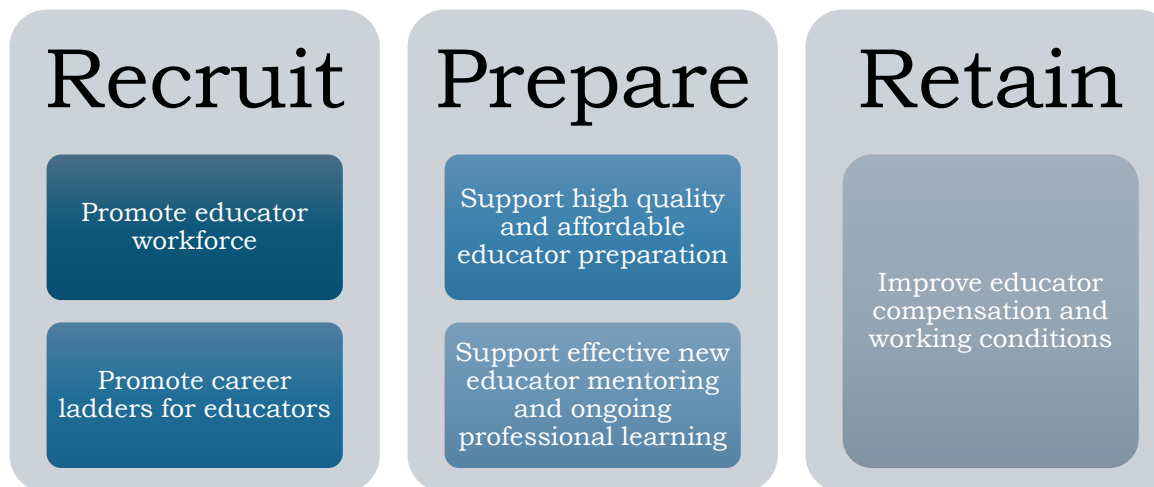 Recruit
Promote educator
workforce
Promote career
ladders for educators
Prepare
Support high quality
and affordable
educator preparation
Support effective new
educator mentoring
and ongoing
professional learning
Retain
Improve educator
compensation and
working conditions